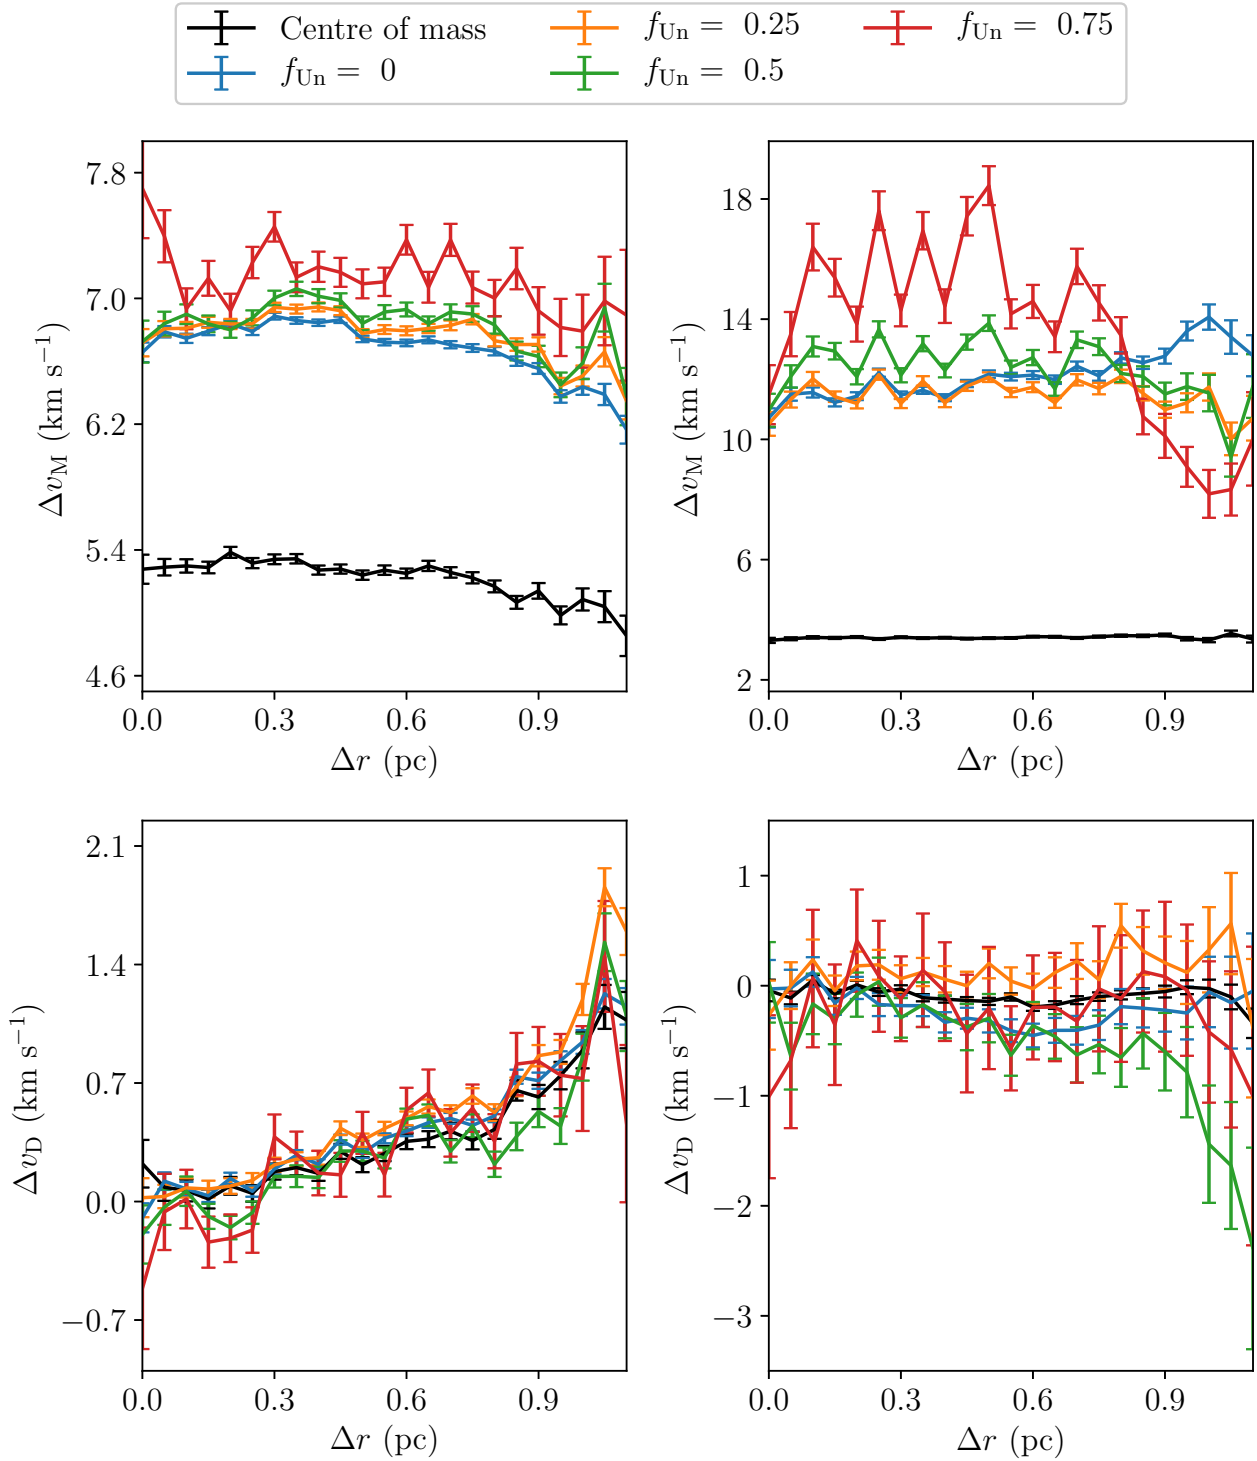 Centre of mass f_Un = 0.25 f_Un = 0.75
f_Un = 0 f_Un = 0.5
7.8
7.0
6.2
5.4
4.6
Δv_M (km s⁻¹)
0.0 0.3 0.6 0.9
Δr (pc)
18
14
10
6
2
Δv_M (km s⁻¹)
0.0 0.3 0.6 0.9
Δr (pc)
2.1
1.4
0.7
0.0
−0.7
Δv_D (km s⁻¹)
0.0 0.3 0.6 0.9
Δr (pc)
1
0
−1
−2
−3
Δv_D (km s⁻¹)
0.0 0.3 0.6 0.9
Δr (pc)